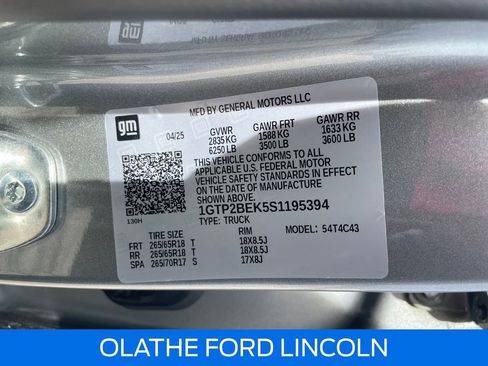 MFD BY GENERAL MOTORS LLC
gm
04/25
GVWR GAWR FRT GAWR RR
2835 KG 1588 KG 1633 KG
6250 LB 3500 LB 3600 LB
THIS VEHICLE CONFORMS TO ALL
APPLICABLE U.S. FEDERAL MOTOR
VEHICLE SAFETY STANDARDS IN EFFECT
ON THE DATE OF MANUFACTURE
SHOWN ABOVE.
1GTP2BEK5S1195394
TYPE: TRUCK MODEL: 54T4C43
130H
TIRE SIZE RIM
FRT 265/65R18 T 18X8.5J
RR 265/65R18 T 18X8.5J
SPA 265/70R17 S 17X8J
OLATHE FORD LINCOLN